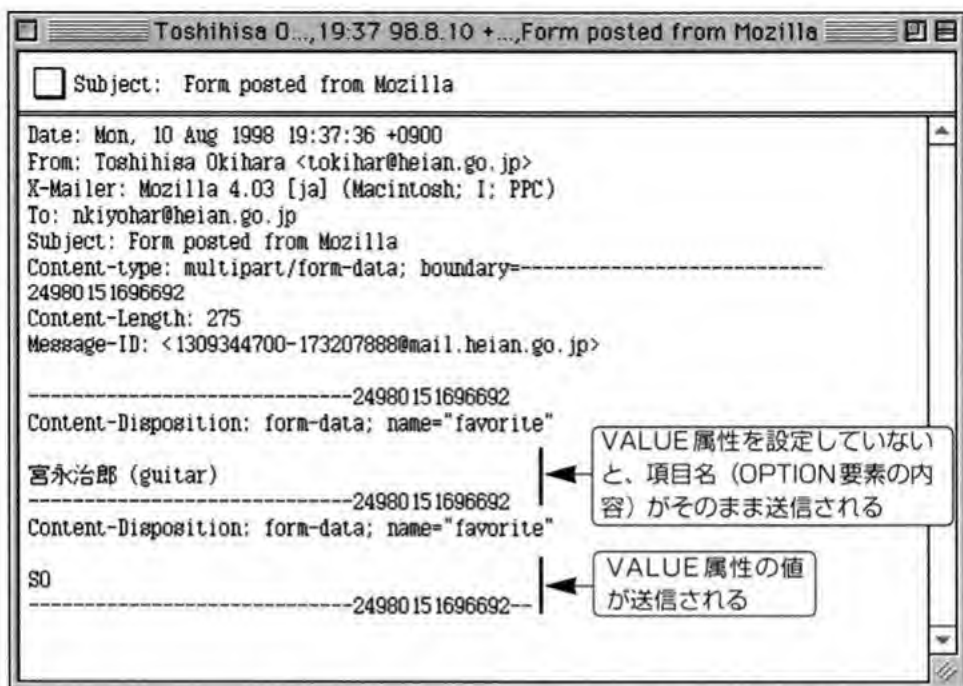 Toshihisa O...,19:37 98.8.10 +...,Form posted from Mozilla
Subject: Form posted from Mozilla
Date: Mon, 10 Aug 1998 19:37:36 +0900
From: Toshihisa Okihara <tokihar@heian.go.jp>
X-Mailer: Mozilla 4.03 [ja] (Macintosh; I; PPC)
To: nkiyohar@heian.go.jp
Subject: Form posted from Mozilla
Content-type: multipart/form-data; boundary=---------------------------
24980151696692
Content-Length: 275
Message-ID: <1309344700-173207888@mail.heian.go.jp>
-----------------------------24980151696692
Content-Disposition: form-data; name="favorite"
宮永治郎 (guitar)
-----------------------------24980151696692
Content-Disposition: form-data; name="favorite"
SO
-----------------------------24980151696692--
VALUE属性を設定していない
と、項目名（OPTION要素の内
容）がそのまま送信される
VALUE属性の値
が送信される